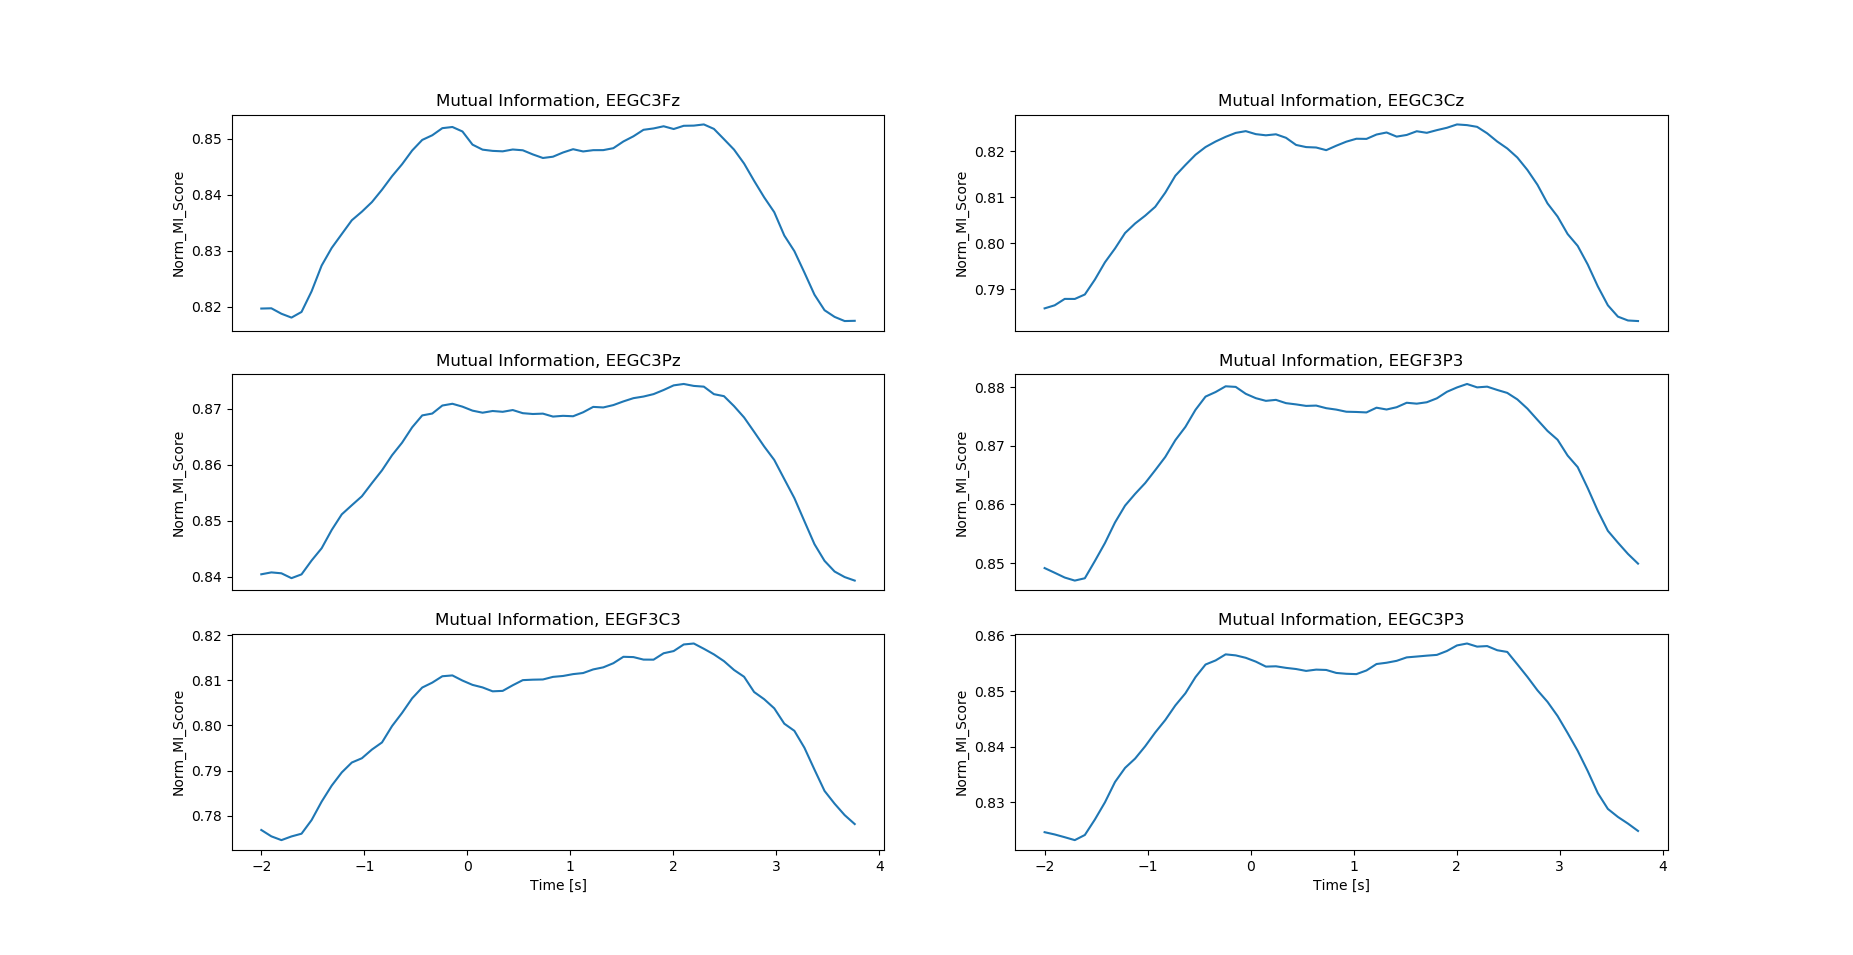 Mutual Information, EEGC3Fz
Norm_MI_Score
0.85
0.84
0.83
0.82
Mutual Information, EEGC3Cz
Norm_MI_Score
0.82
0.81
0.80
0.79
Mutual Information, EEGC3Pz
Norm_MI_Score
0.87
0.86
0.85
0.84
Mutual Information, EEGF3P3
Norm_MI_Score
0.88
0.87
0.86
0.85
Mutual Information, EEGF3C3
Norm_MI_Score
0.82
0.81
0.80
0.79
0.78
−2 −1 0 1 2 3 4
Time [s]
Mutual Information, EEGC3P3
Norm_MI_Score
0.86
0.85
0.84
0.83
−2 −1 0 1 2 3 4
Time [s]